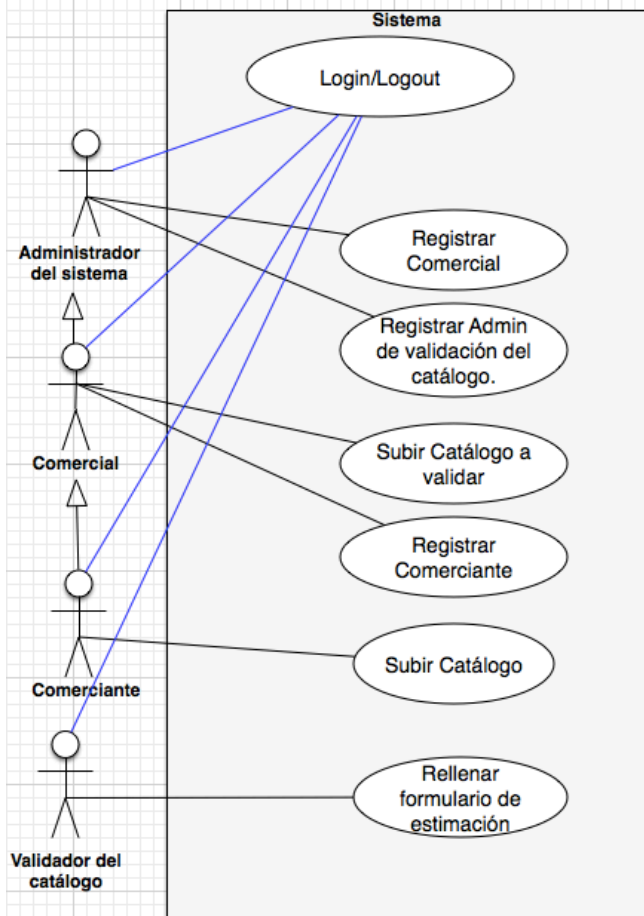 Sistema
Login/Logout
Administrador
del sistema
Registrar
Comercial
Registrar Admin
de validación del
catálogo.
Comercial
Subir Catálogo a
validar
Registrar
Comerciante
Comerciante
Subir Catálogo
Validador del
catálogo
Rellenar
formulario de
estimación